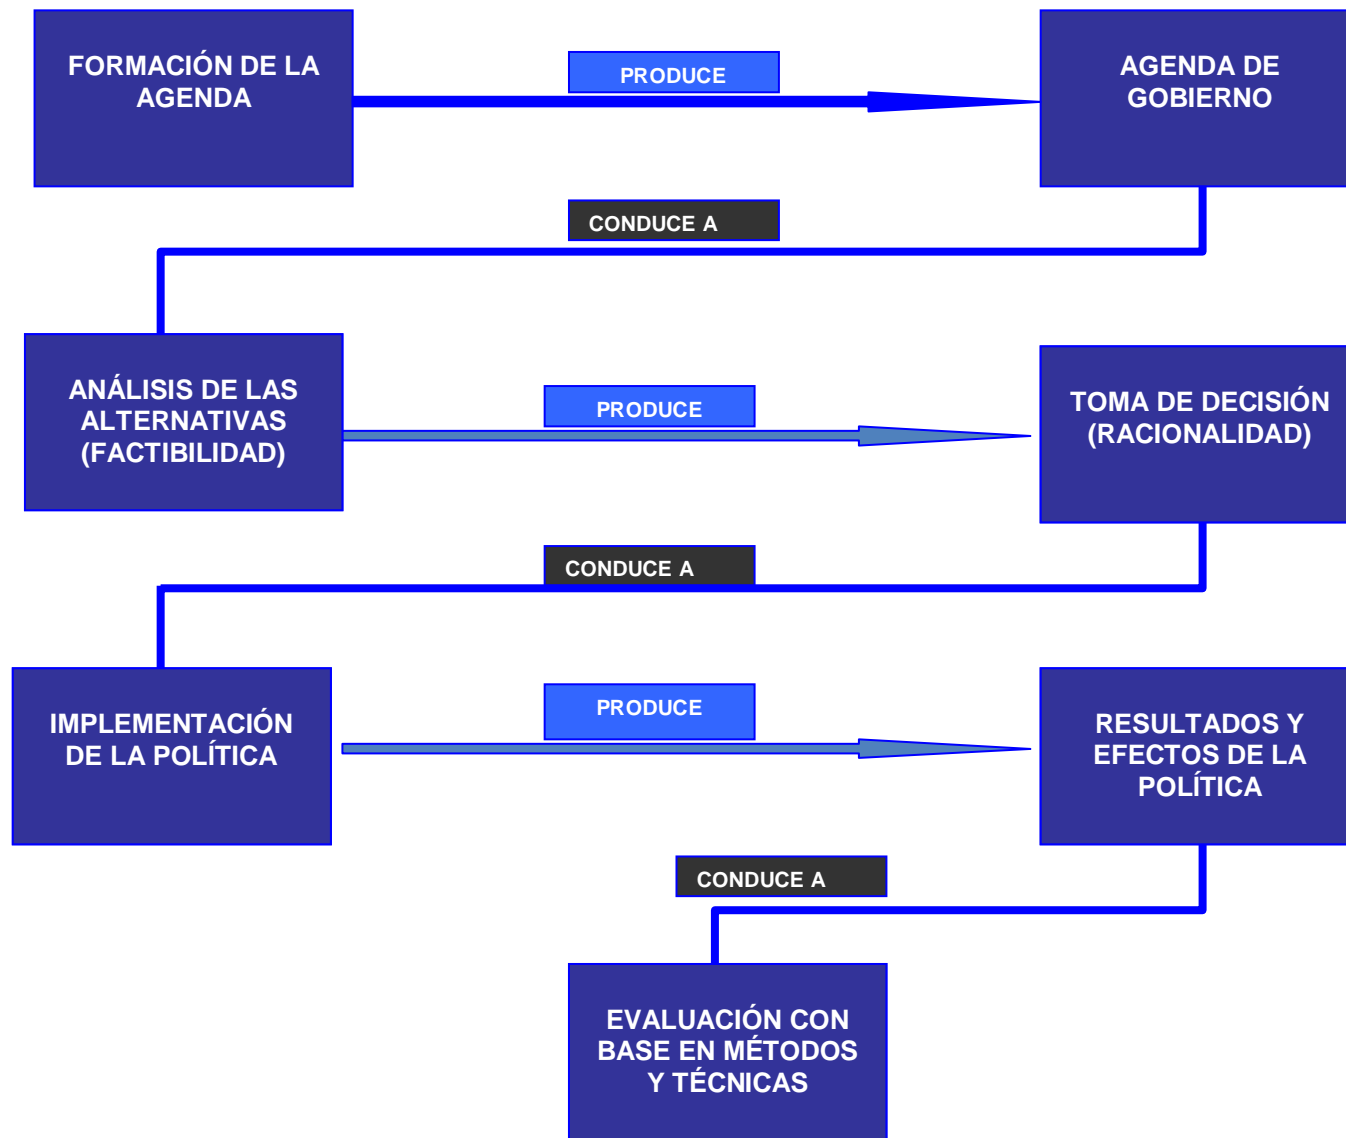 FORMACIÓN DE LA
AGENDA
PRODUCE
AGENDA DE
GOBIERNO
CONDUCE A
ANÁLISIS DE LAS
ALTERNATIVAS
(FACTIBILIDAD)
PRODUCE
TOMA DE DECISIÓN
(RACIONALIDAD)
CONDUCE A
IMPLEMENTACIÓN
DE LA POLÍTICA
PRODUCE
RESULTADOS Y
EFECTOS DE LA
POLÍTICA
CONDUCE A
EVALUACIÓN CON
BASE EN MÉTODOS
Y TÉCNICAS